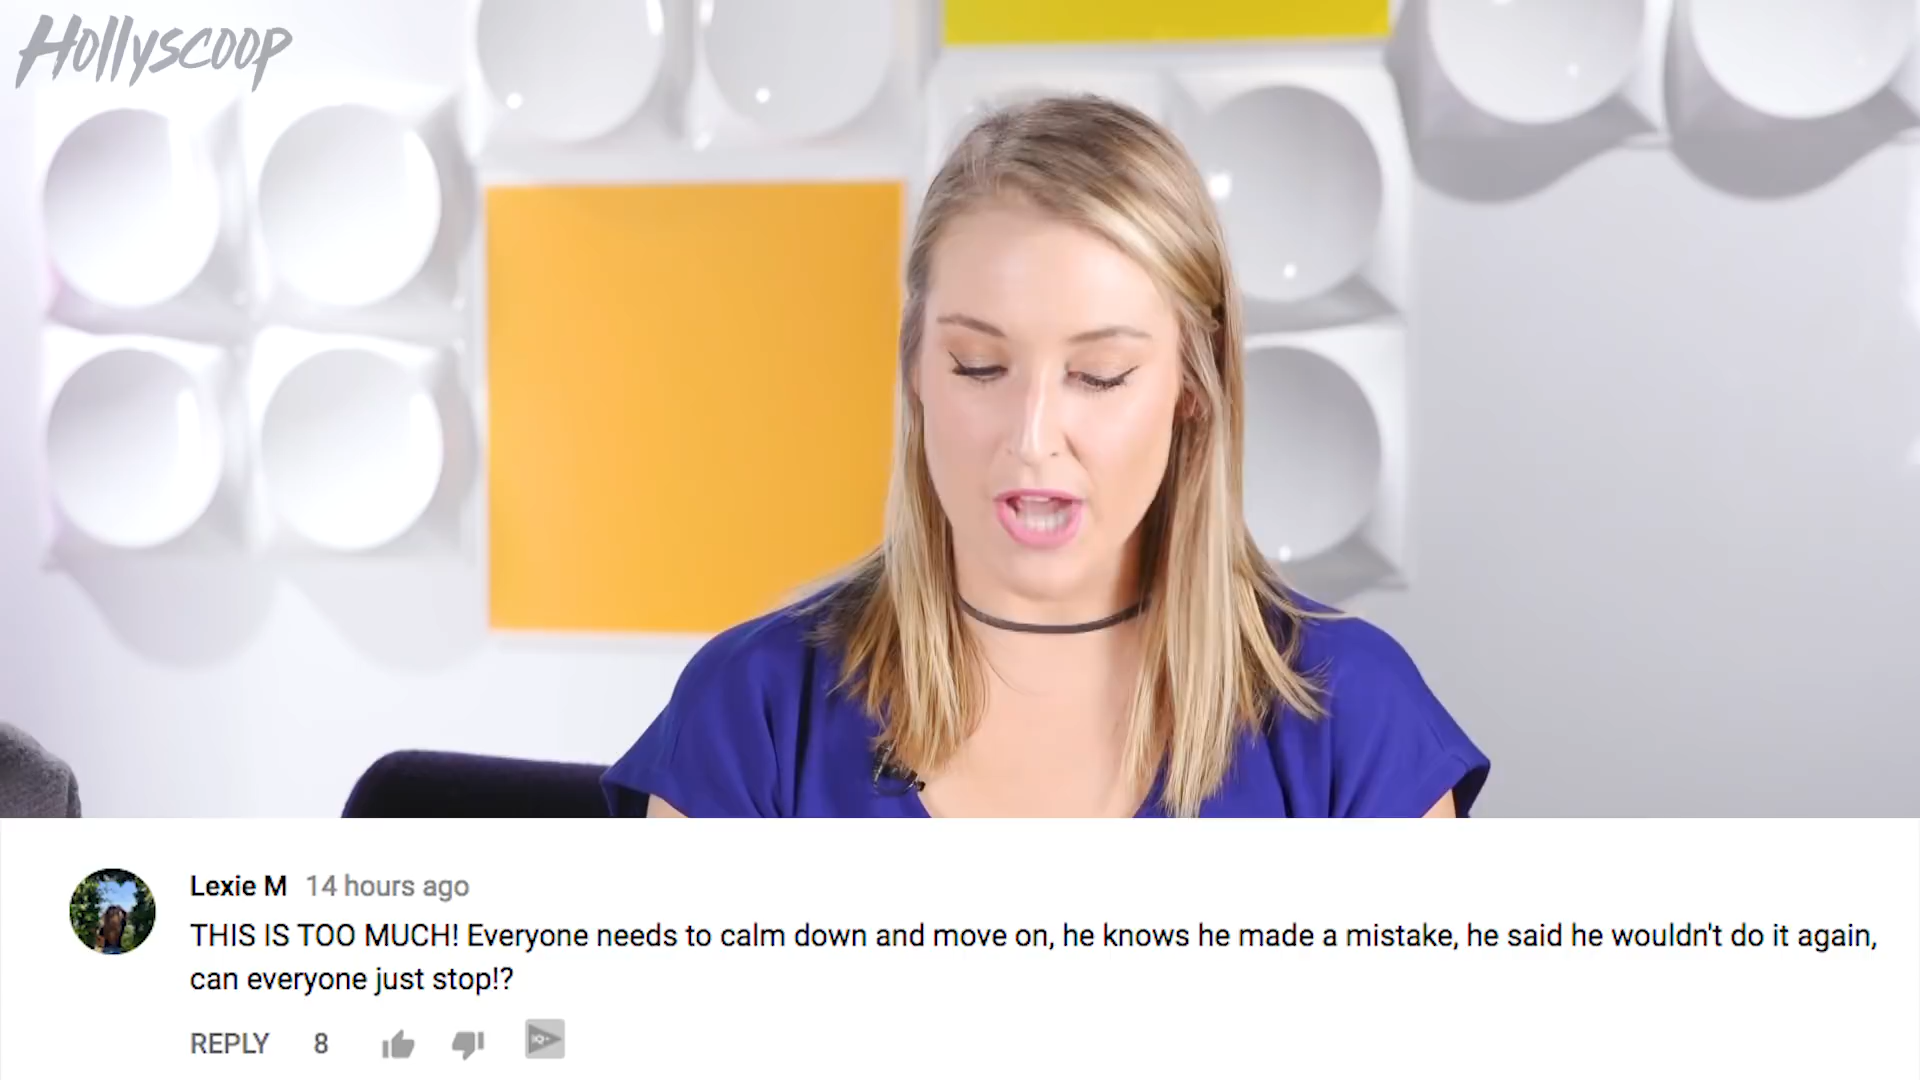 Hollyscoop
Lexie M 14 hours ago
THIS IS TOO MUCH! Everyone needs to calm down and move on, he knows he made a mistake, he said he wouldn't do it again,
can everyone just stop!?
REPLY 8
IQ+